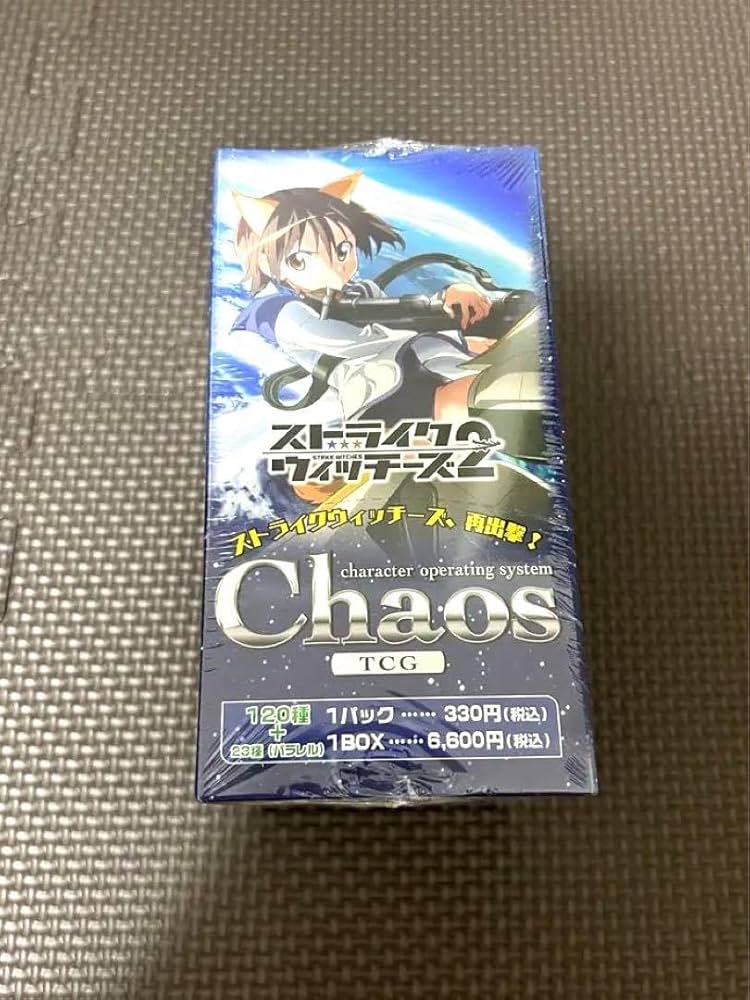 ストライク
STRIKE WITCHES
ウィッチーズ2
ストライクウィッチーズ、再出撃!
character operating system
Chaos
TCG
120種
+
23種(パラレル)
1パック……330円(税込)
1BOX……6,600円(税込)